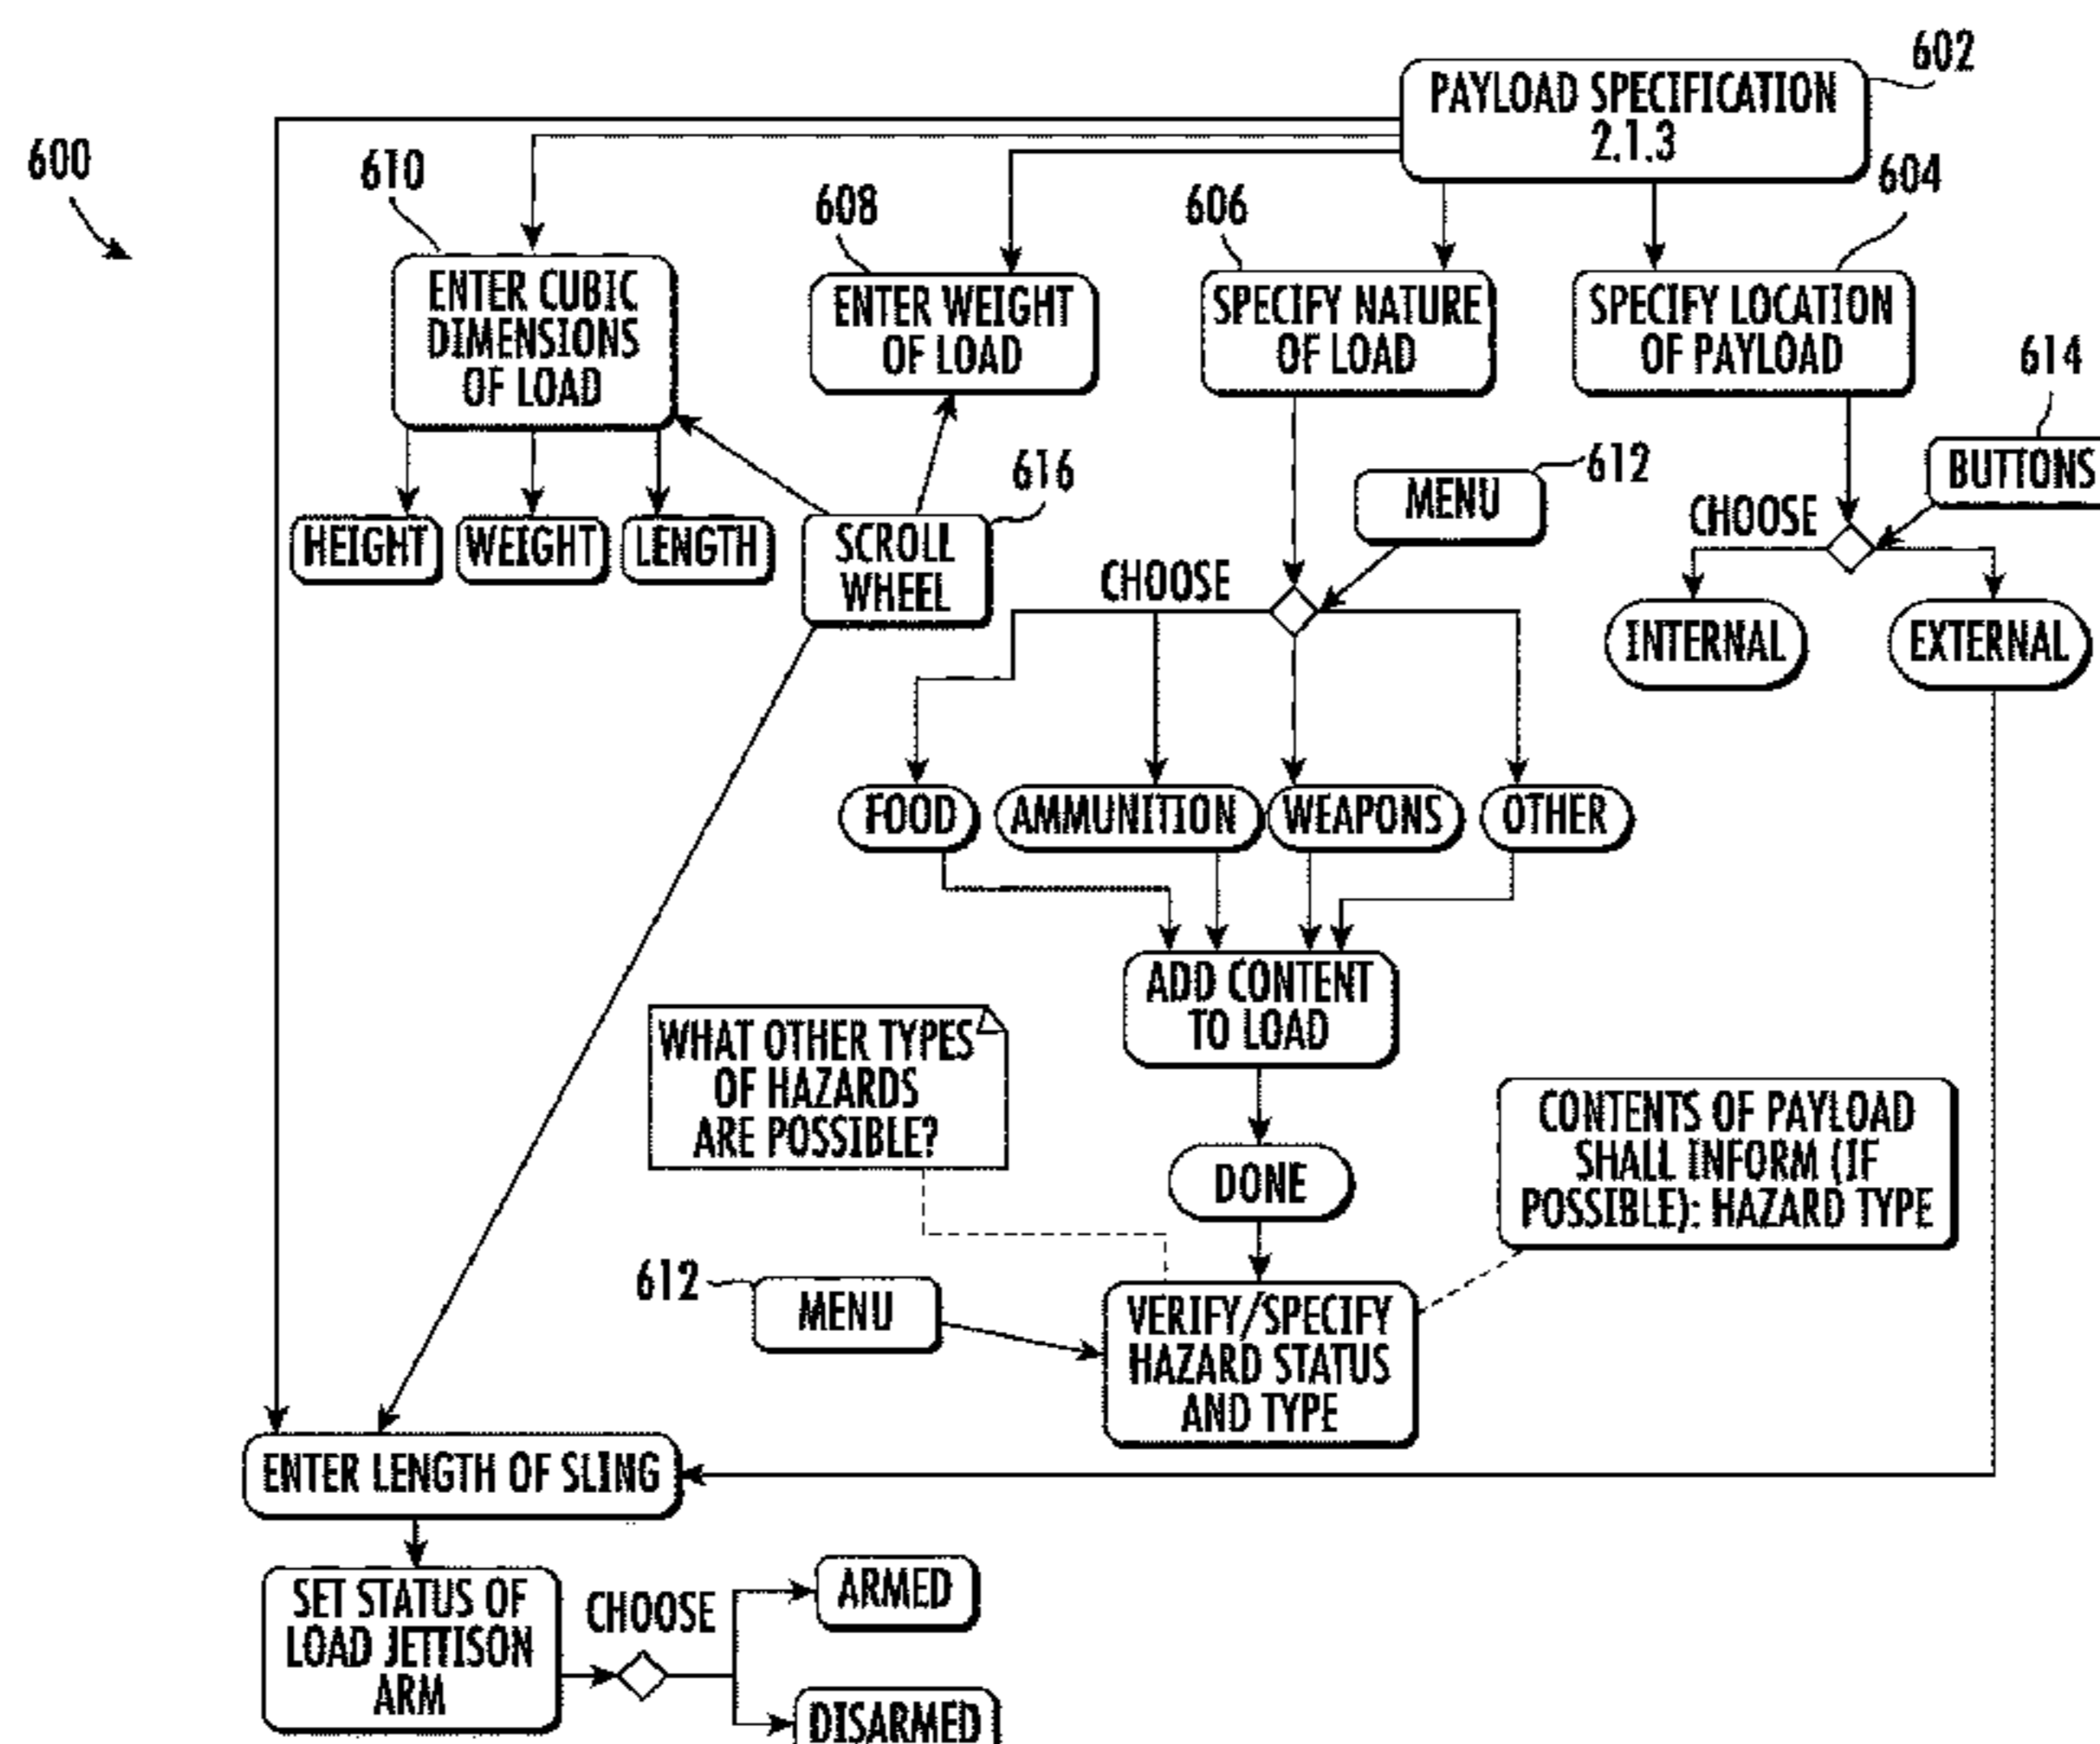 602
PAYLOAD SPECIFICATION
2.1.3
600
610
608
606
604
ENTER CUBIC
DIMENSIONS
OF LOAD
ENTER WEIGHT
OF LOAD
SPECIFY NATURE
OF LOAD
SPECIFY LOCATION
OF PAYLOAD
614
BUTTONS
612
MENU
616
CHOOSE
HEIGHT
WEIGHT
LENGTH
SCROLL
WHEEL
CHOOSE
INTERNAL
EXTERNAL
FOOD
AMMUNITION
WEAPONS
OTHER
ADD CONTENT
TO LOAD
WHAT OTHER TYPES
OF HAZARDS
ARE POSSIBLE?
CONTENTS OF PAYLOAD
SHALL INFORM (IF
POSSIBLE): HAZARD TYPE
DONE
612
MENU
VERIFY/SPECIFY
HAZARD STATUS
AND TYPE
ENTER LENGTH OF SLING
SET STATUS OF
LOAD JETTISON
ARM
CHOOSE
ARMED
DISARMED